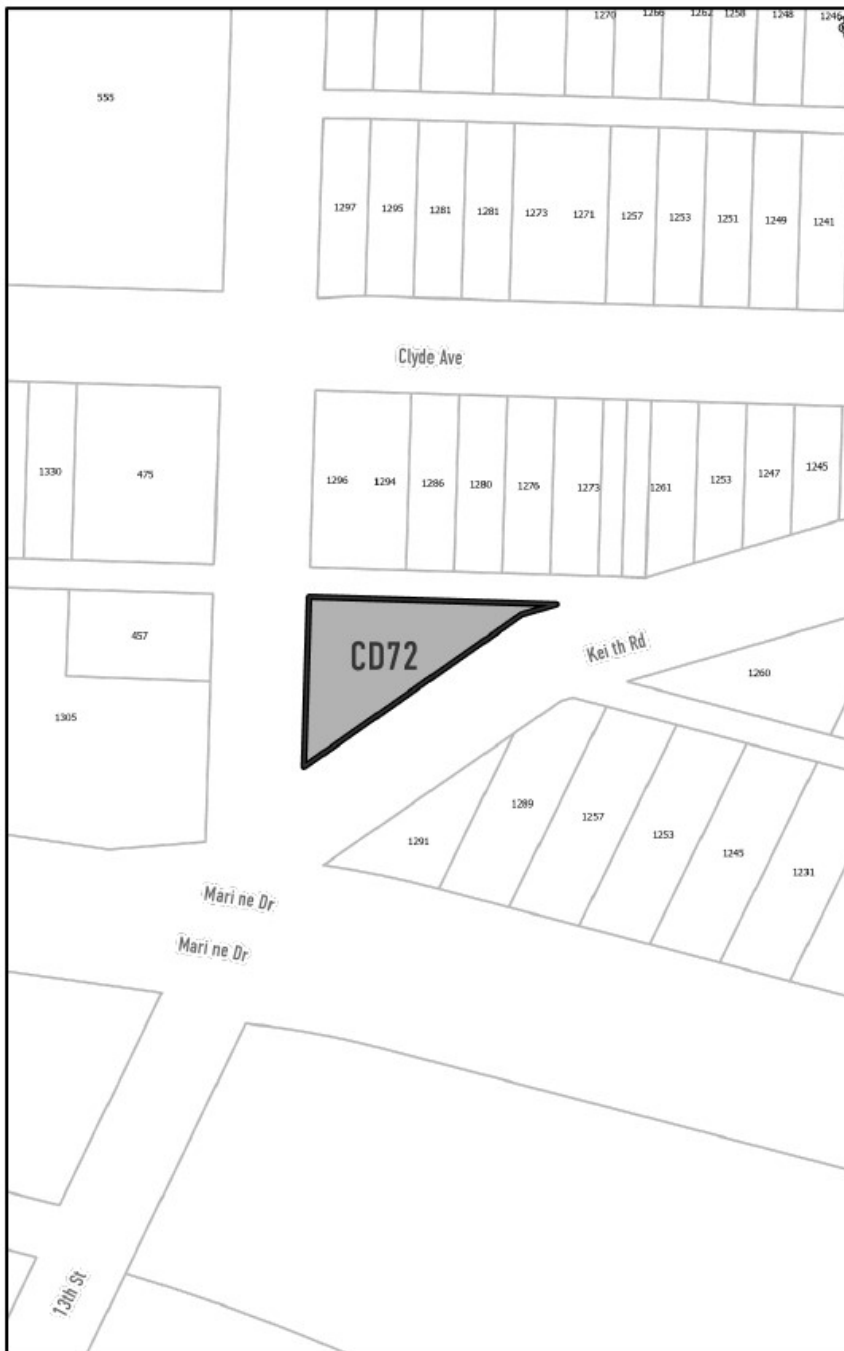 1270 1266 1262 1258 1248 1246
555
1297 1295 1281 1281 1273 1271 1257 1253 1251 1249 1241
Clyde Ave
1330 475 1296 1294 1286 1280 1276 1273 1261 1253 1247 1245
457
CD72
Kei th Rd
1260
1305
1291 1289 1257 1253 1245 1231
Mari ne Dr
Mari ne Dr
13th St